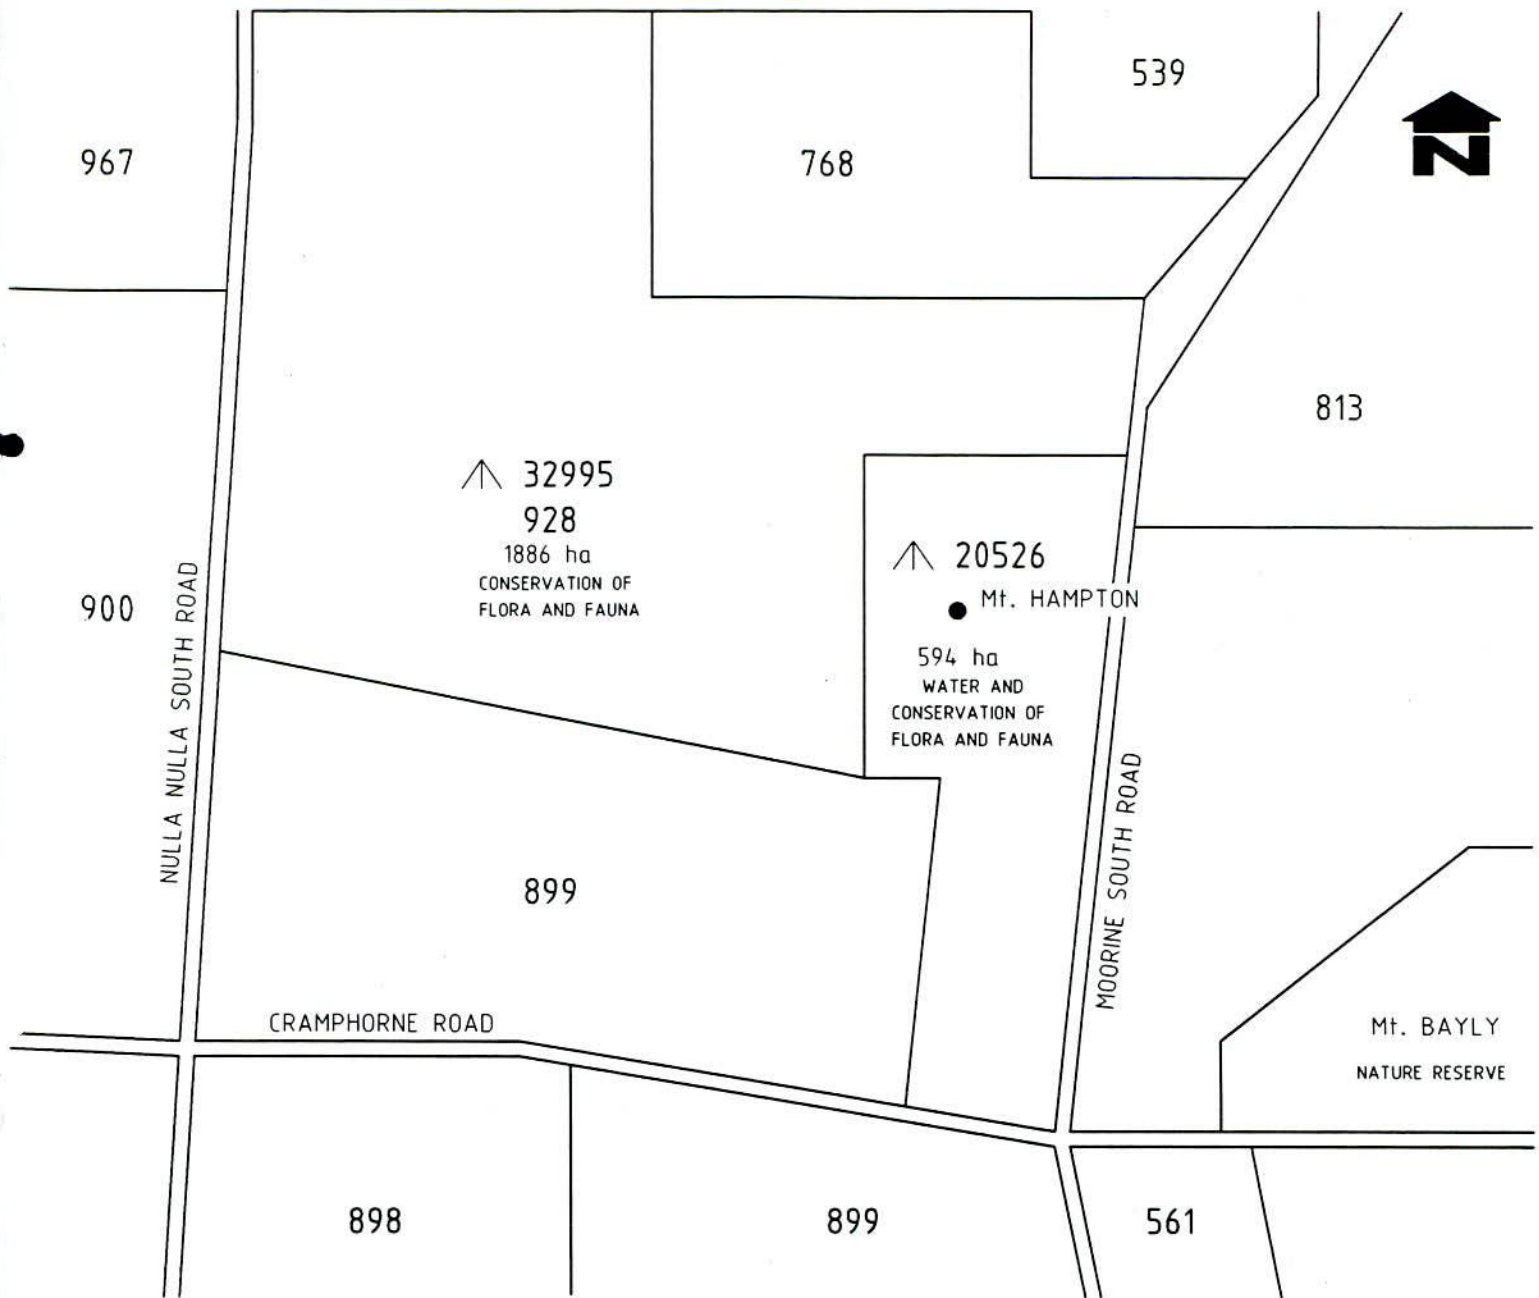 539
967
768
N
813
32995
928
1886 ha
CONSERVATION OF
FLORA AND FAUNA
20526
Mt. HAMPTON
594 ha
WATER AND
CONSERVATION OF
FLORA AND FAUNA
900
NULLA NULLA SOUTH ROAD
899
MOORINE SOUTH ROAD
CRAMPHORNE ROAD
Mt. BAYLY
NATURE RESERVE
898
899
561